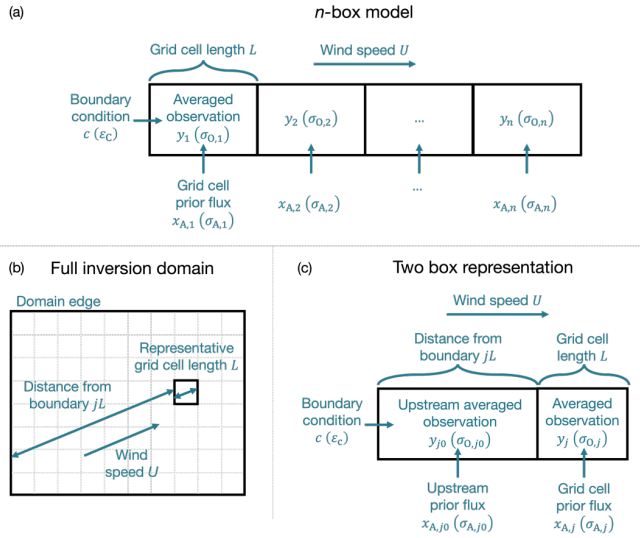 (a)
n-box model
Grid cell length L
Wind speed U
Boundary
condition
c (εC)
Averaged
observation
y1 (σO,1)
y2 (σO,2)
...
yn (σO,n)
Grid cell
prior flux
xA,1 (σA,1)
xA,2 (σA,2)
...
xA,n (σA,n)
(b)
Full inversion domain
Domain edge
Representative
grid cell length L
Distance from
boundary jL
Wind
speed U
(c)
Two box representation
Wind speed U
Distance from
boundary jL
Grid cell
length L
Boundary
condition
c (εc)
Upstream averaged
observation
yj0 (σO,j0)
Averaged
observation
yj (σO,j)
Upstream
prior flux
xA,j0 (σA,j0)
Grid cell
prior flux
xA,j (σA,j)